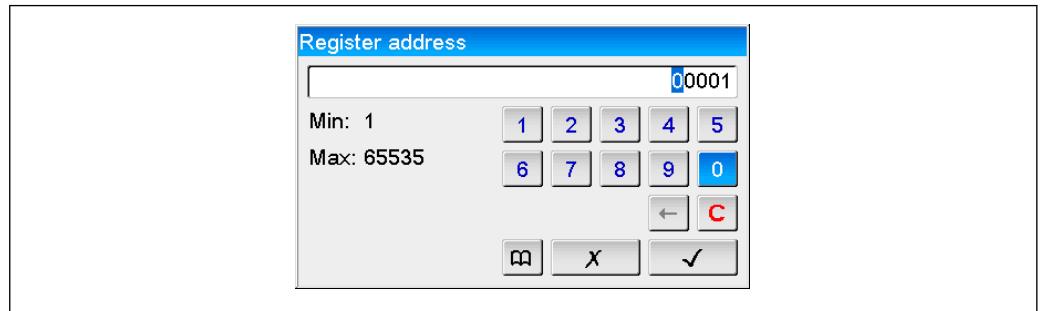 Register address
00001
Min: 1
1 2 3 4 5
Max: 65535
6 7 8 9 0
← C
✗ ✓